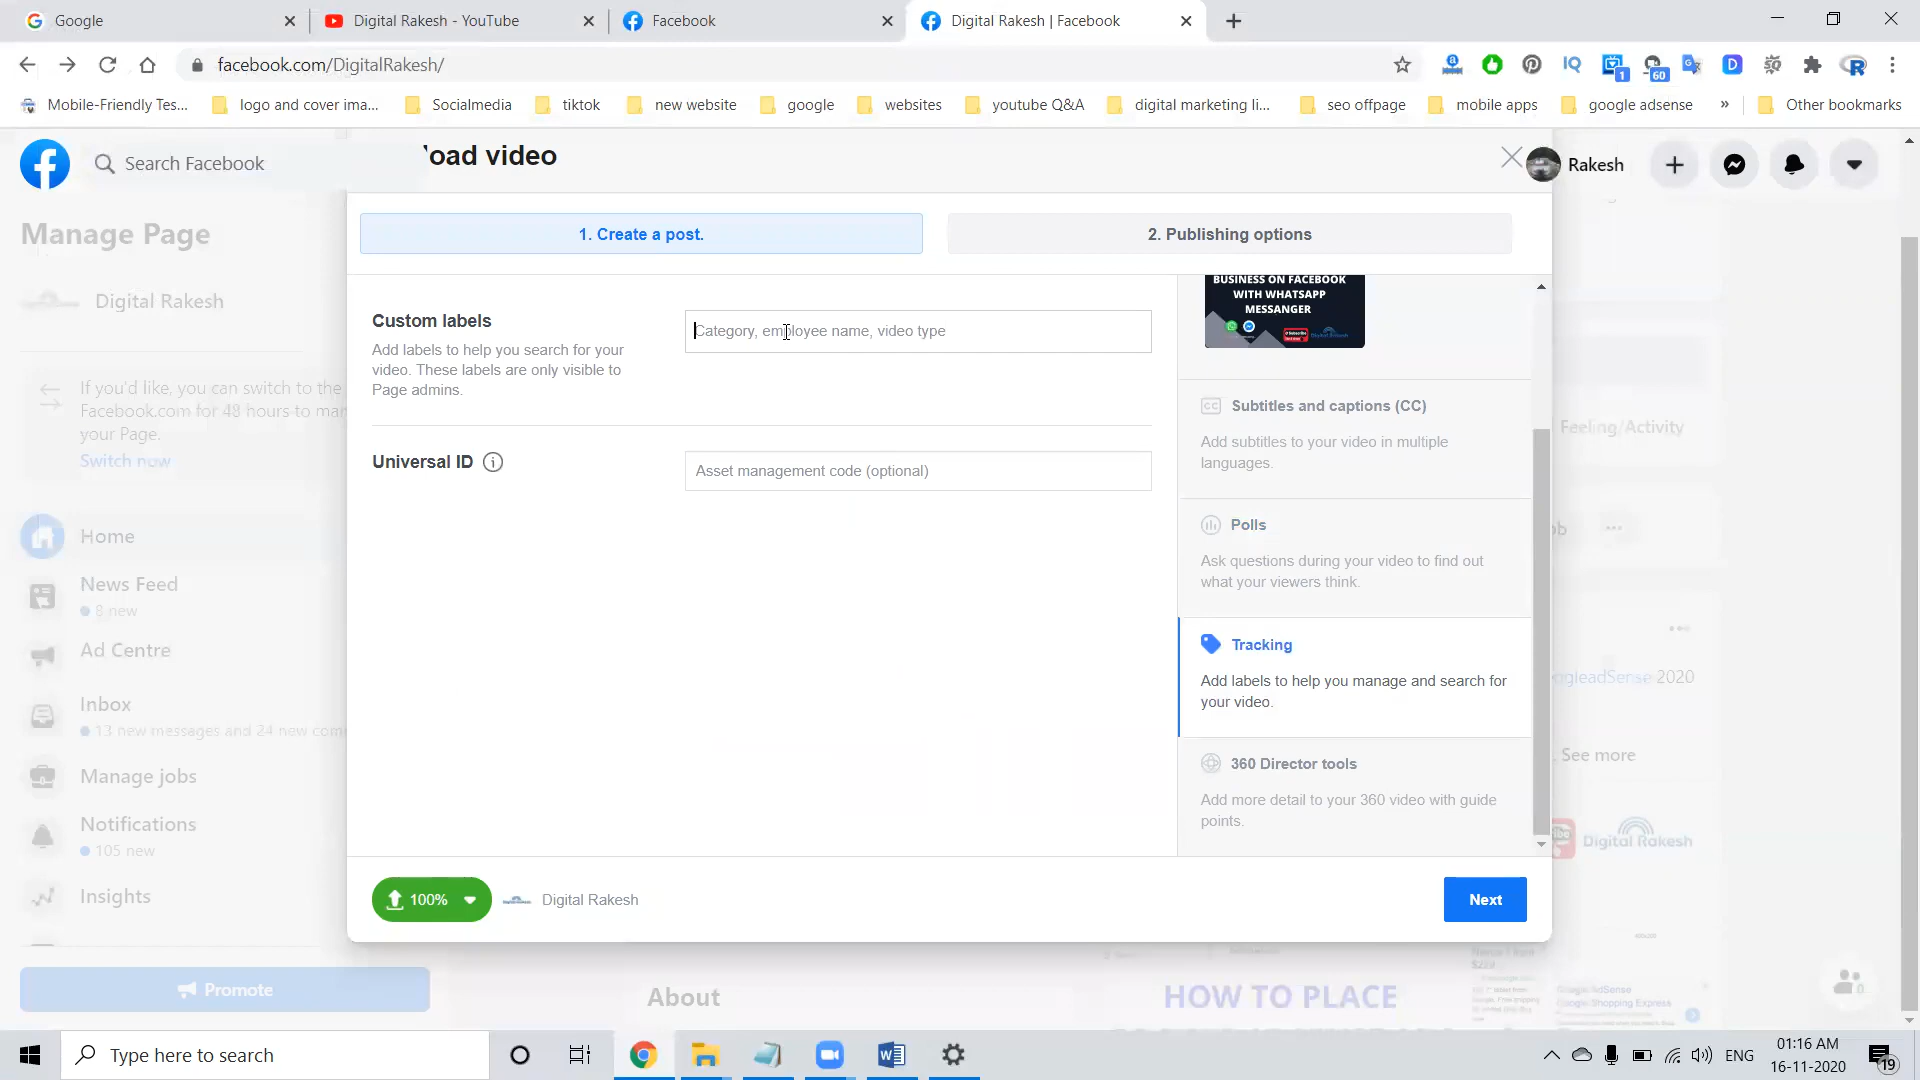 Google
Digital Rakesh - YouTube
Facebook
Digital Rakesh | Facebook
facebook.com/DigitalRakesh/
1
60
Mobile-Friendly Tes...
logo and cover ima...
Socialmedia
tiktok
new website
google
websites
youtube Q&A
digital marketing li...
seo offpage
mobile apps
google adsense
»
Other bookmarks
Search Facebook
load video
Rakesh
Manage Page
1. Create a post.
2. Publishing options
Digital Rakesh
Custom labels
Add labels to help you search for your
video. These labels are only visible to
Page admins.
Category, employee name, video type
BUSINESS ON FACEBOOK
WITH WHATSAPP
MESSANGER
If you'd like, you can switch to the
Facebook.com for 48 hours to ma
your Page.
Switch now
Universal ID
Asset management code (optional)
Subtitles and captions (CC)
Add subtitles to your video in multiple
languages.
Feeling/Activity
Polls
Ask questions during your video to find out
what your viewers think.
Home
News Feed
8 new
Ad Centre
Inbox
13 new messages and 24 new com
Manage jobs
Notifications
105 new
Insights
Tracking
Add labels to help you manage and search for
your video.
gleadSense 2020
See more
360 Director tools
Add more detail to your 360 video with guide
points.
Digital Rakesh
100%
Digital Rakesh
Next
Promote
About
HOW TO PLACE
Google AdSense
Google Shopping Express
Type here to search
ENG
01:16 AM
16-11-2020
19